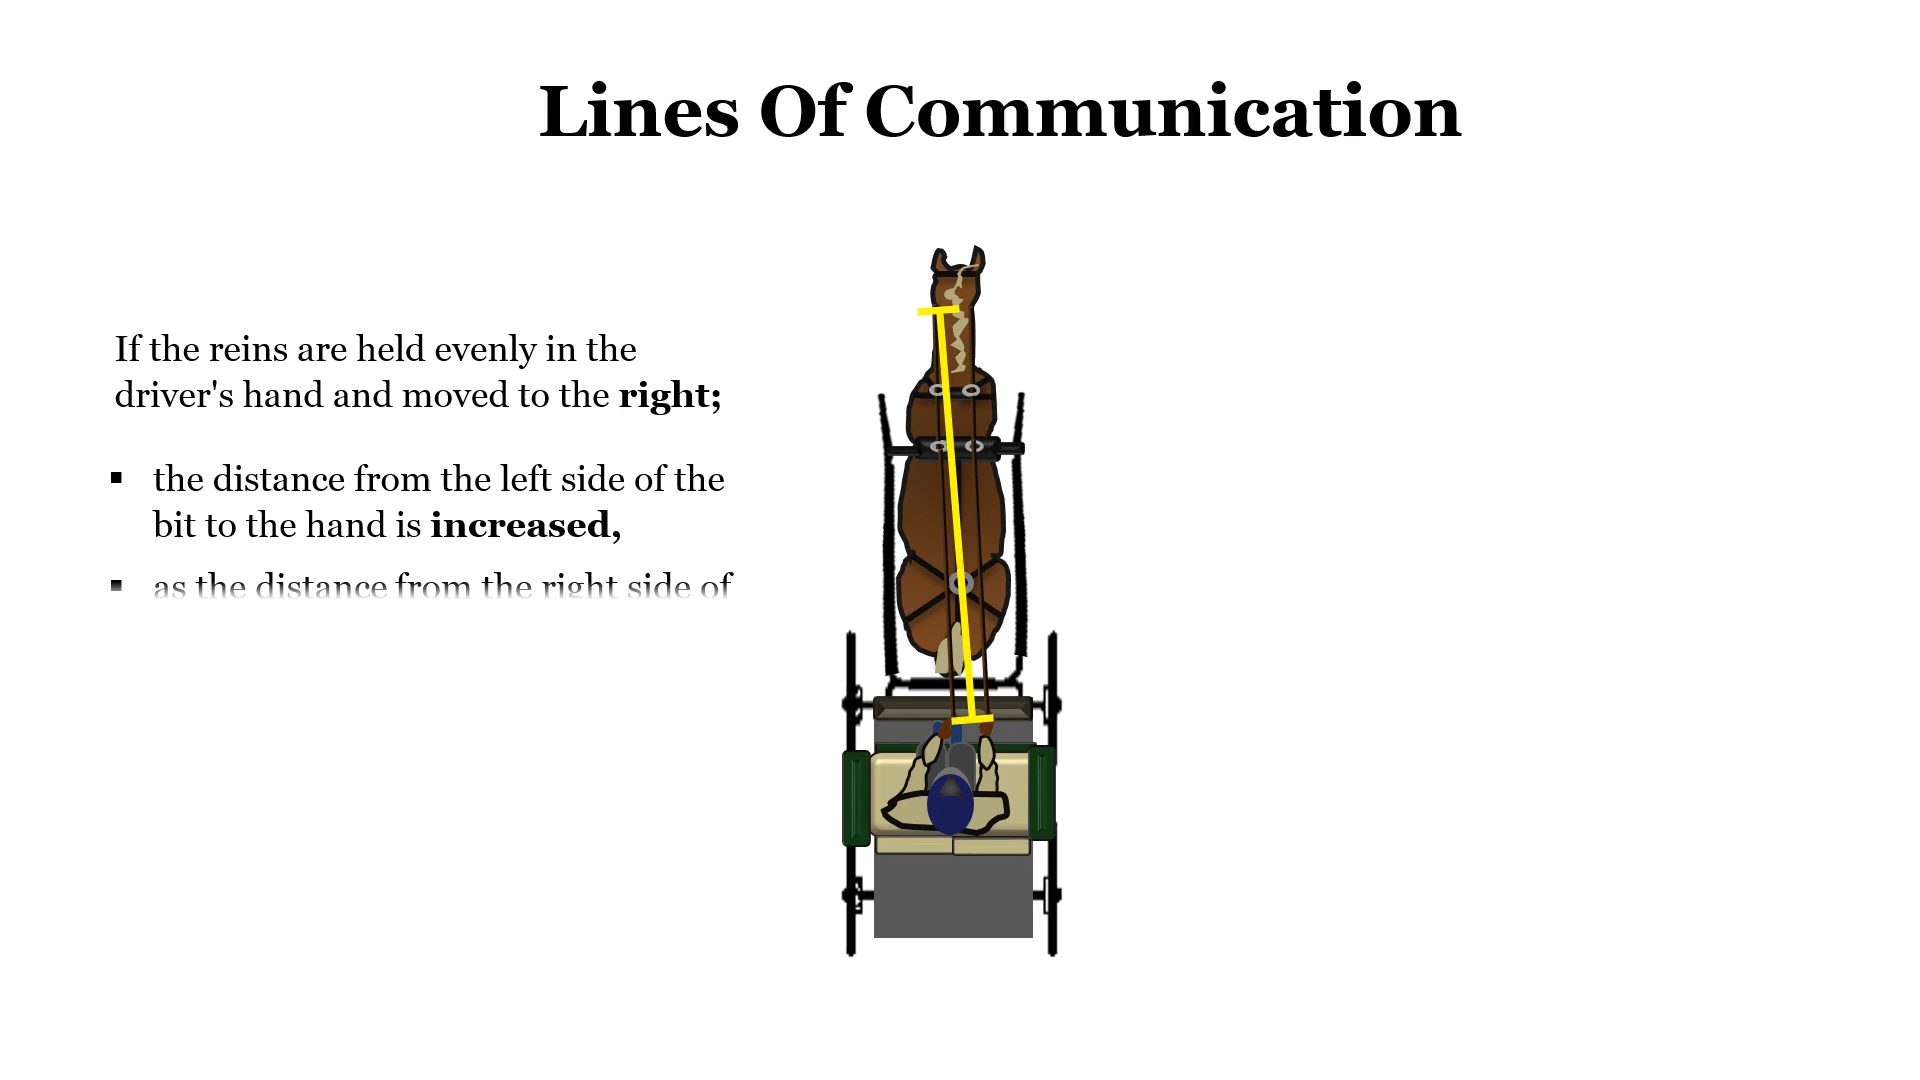 Lines Of Communication
If the reins are held evenly in the
driver's hand and moved to the right;
▪ the distance from the left side of the
bit to the hand is increased,
▪ as the distance from the right side of